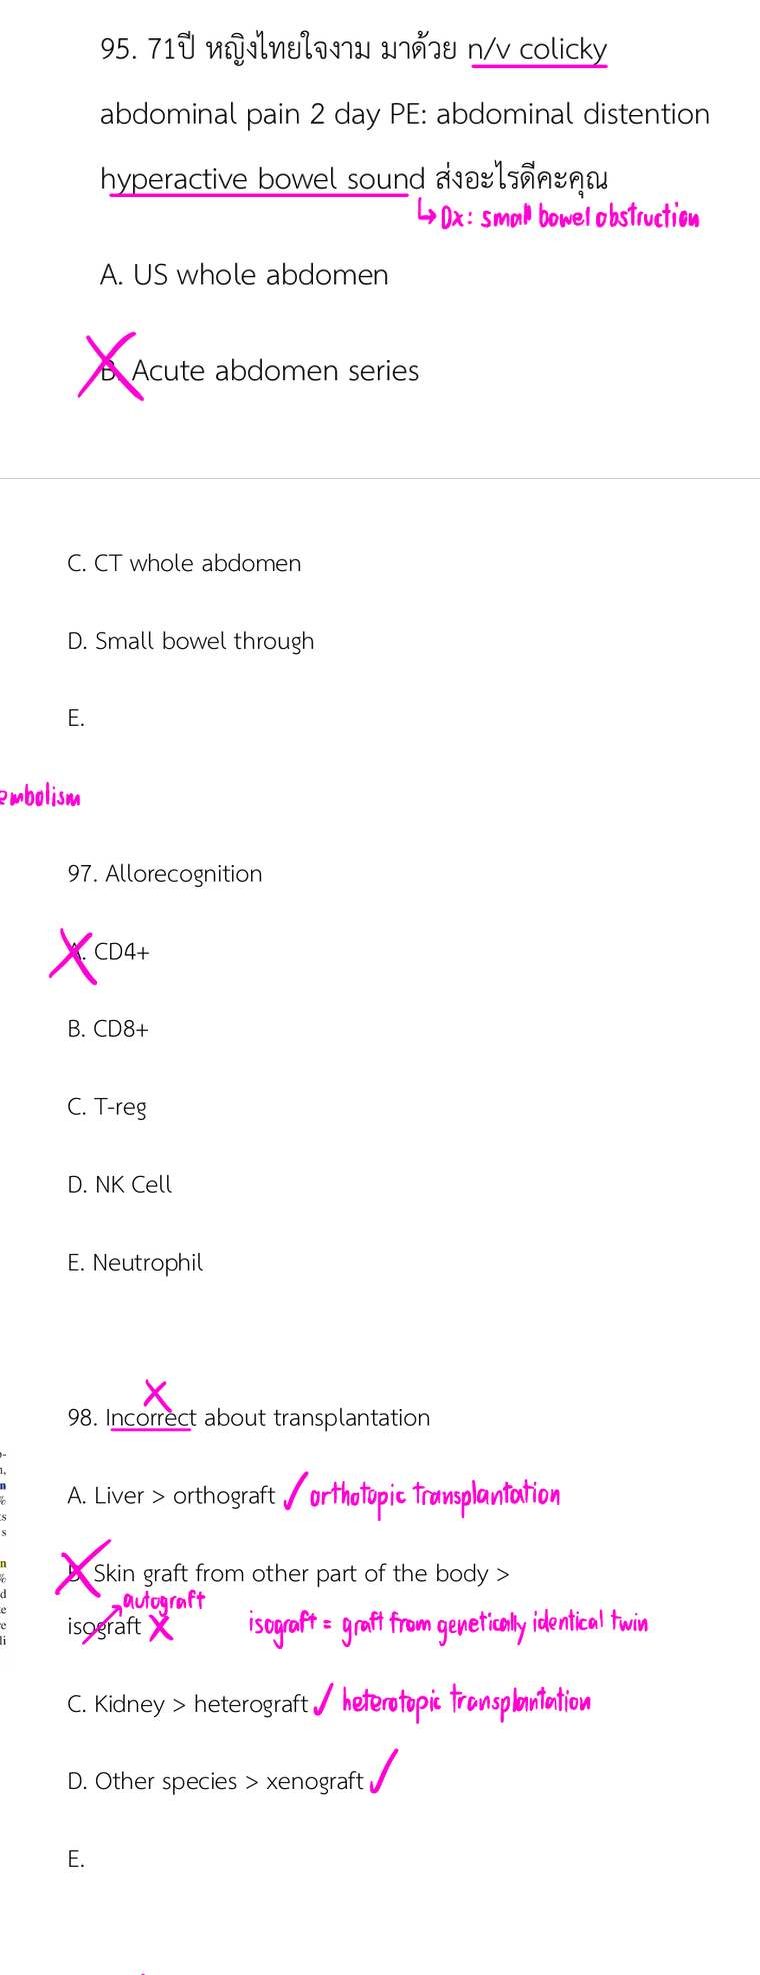 95. 71ปี หญิงไทยใจงาม มาด้วย n/v colicky
abdominal pain 2 day PE: abdominal distention
hyperactive bowel sound ส่งอะไรดีคะคุณ
↳ Dx: small bowel obstruction
A. US whole abdomen
B. Acute abdomen series
C. CT whole abdomen
D. Small bowel through
E.
embolism
97. Allorecognition
A. CD4+
B. CD8+
C. T-reg
D. NK Cell
E. Neutrophil
98. Incorrect about transplantation
A. Liver > orthograft ✓ orthotopic transplantation
B. Skin graft from other part of the body >
autograft
isograft X isograft = graft from genetically identical twin
C. Kidney > heterograft ✓ heterotopic transplantation
D. Other species > xenograft ✓
E.